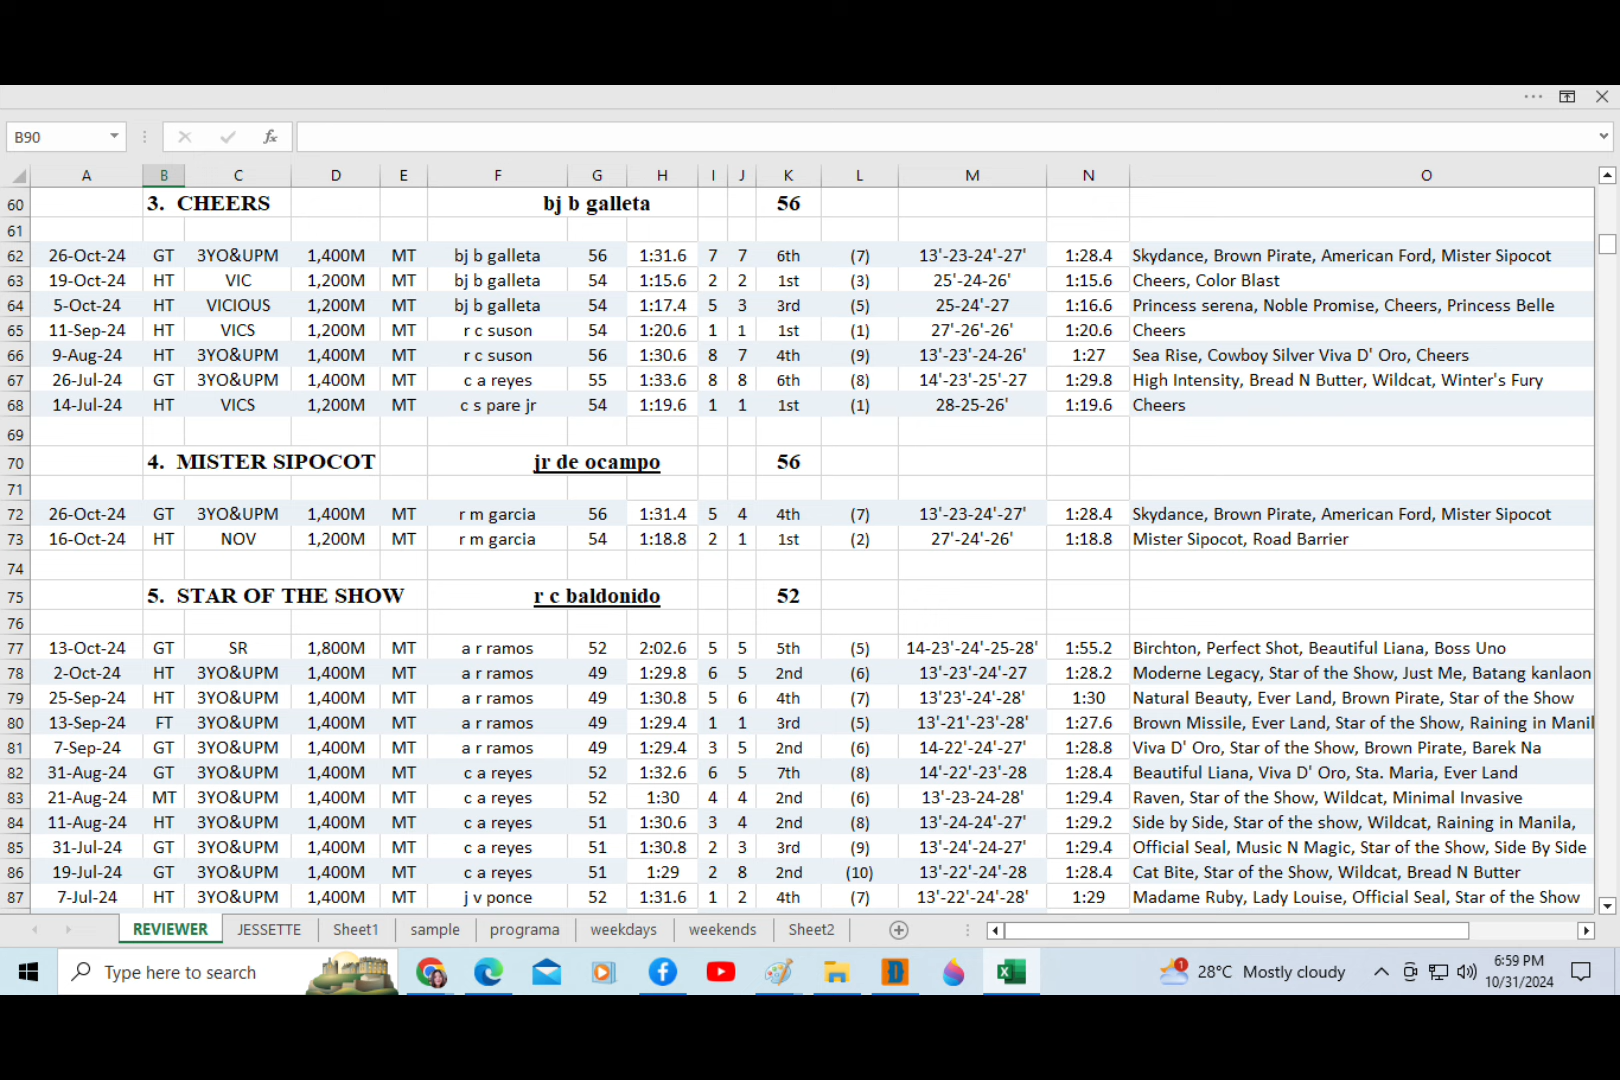 B90
fx
A B C D E F G H I J K L M N O
60 3. CHEERS bj b galleta 56
61
62 26-Oct-24 GT 3YO&UPM 1,400M MT bj b galleta 56 1:31.6 7 7 6th (7) 13'-23-24'-27' 1:28.4 Skydance, Brown Pirate, American Ford, Mister Sipocot
63 19-Oct-24 HT VIC 1,200M MT bj b galleta 54 1:15.6 2 2 1st (3) 25'-24-26' 1:15.6 Cheers, Color Blast
64 5-Oct-24 HT VICIOUS 1,200M MT bj b galleta 54 1:17.4 5 3 3rd (5) 25-24'-27 1:16.6 Princess serena, Noble Promise, Cheers, Princess Belle
65 11-Sep-24 HT VICS 1,200M MT r c suson 54 1:20.6 1 1 1st (1) 27'-26-26' 1:20.6 Cheers
66 9-Aug-24 HT 3YO&UPM 1,400M MT r c suson 56 1:30.6 8 7 4th (9) 13'-23'-24-26' 1:27 Sea Rise, Cowboy Silver Viva D' Oro, Cheers
67 26-Jul-24 GT 3YO&UPM 1,400M MT c a reyes 55 1:33.6 8 8 6th (8) 14'-23'-25'-27 1:29.8 High Intensity, Bread N Butter, Wildcat, Winter's Fury
68 14-Jul-24 HT VICS 1,200M MT c s pare jr 54 1:19.6 1 1 1st (1) 28-25-26' 1:19.6 Cheers
69
70 4. MISTER SIPOCOT jr de ocampo 56
71
72 26-Oct-24 GT 3YO&UPM 1,400M MT r m garcia 56 1:31.4 5 4 4th (7) 13'-23-24'-27' 1:28.4 Skydance, Brown Pirate, American Ford, Mister Sipocot
73 16-Oct-24 HT NOV 1,200M MT r m garcia 54 1:18.8 2 1 1st (2) 27'-24'-26' 1:18.8 Mister Sipocot, Road Barrier
74
75 5. STAR OF THE SHOW r c baldonido 52
76
77 13-Oct-24 GT SR 1,800M MT a r ramos 52 2:02.6 5 5 5th (5) 14-23'-24'-25-28' 1:55.2 Birchton, Perfect Shot, Beautiful Liana, Boss Uno
78 2-Oct-24 HT 3YO&UPM 1,400M MT a r ramos 49 1:29.8 6 5 2nd (6) 13'-23'-24'-27 1:28.2 Moderne Legacy, Star of the Show, Just Me, Batang kanlaon
79 25-Sep-24 HT 3YO&UPM 1,400M MT a r ramos 49 1:30.8 5 6 4th (7) 13'23'-24'-28' 1:30 Natural Beauty, Ever Land, Brown Pirate, Star of the Show
80 13-Sep-24 FT 3YO&UPM 1,400M MT a r ramos 49 1:29.4 1 1 3rd (5) 13'-21'-23'-28' 1:27.6 Brown Missile, Ever Land, Star of the Show, Raining in Manil
81 7-Sep-24 GT 3YO&UPM 1,400M MT a r ramos 49 1:29.4 3 5 2nd (6) 14-22'-24'-27' 1:28.8 Viva D' Oro, Star of the Show, Brown Pirate, Barek Na
82 31-Aug-24 GT 3YO&UPM 1,400M MT c a reyes 52 1:32.6 6 5 7th (8) 14'-22'-23'-28 1:28.4 Beautiful Liana, Viva D' Oro, Sta. Maria, Ever Land
83 21-Aug-24 MT 3YO&UPM 1,400M MT c a reyes 52 1:30 4 4 2nd (6) 13'-23-24-28' 1:29.4 Raven, Star of the Show, Wildcat, Minimal Invasive
84 11-Aug-24 HT 3YO&UPM 1,400M MT c a reyes 51 1:30.6 3 4 2nd (8) 13'-24-24'-27' 1:29.2 Side by Side, Star of the show, Wildcat, Raining in Manila,
85 31-Jul-24 GT 3YO&UPM 1,400M MT c a reyes 51 1:30.8 2 3 3rd (9) 13'-24-24'-27' 1:29.4 Official Seal, Music N Magic, Star of the Show, Side By Side
86 19-Jul-24 GT 3YO&UPM 1,400M MT c a reyes 51 1:29 2 8 2nd (10) 13'-22'-24'-28 1:28.4 Cat Bite, Star of the Show, Wildcat, Bread N Butter
87 7-Jul-24 HT 3YO&UPM 1,400M MT j v ponce 52 1:31.6 1 2 4th (7) 13'-22'-24'-28' 1:29 Madame Ruby, Lady Louise, Official Seal, Star of the Show
REVIEWER JESSETTE Sheet1 sample programa weekdays weekends Sheet2
Type here to search 1 28°C Mostly cloudy 6:59 PM
10/31/2024